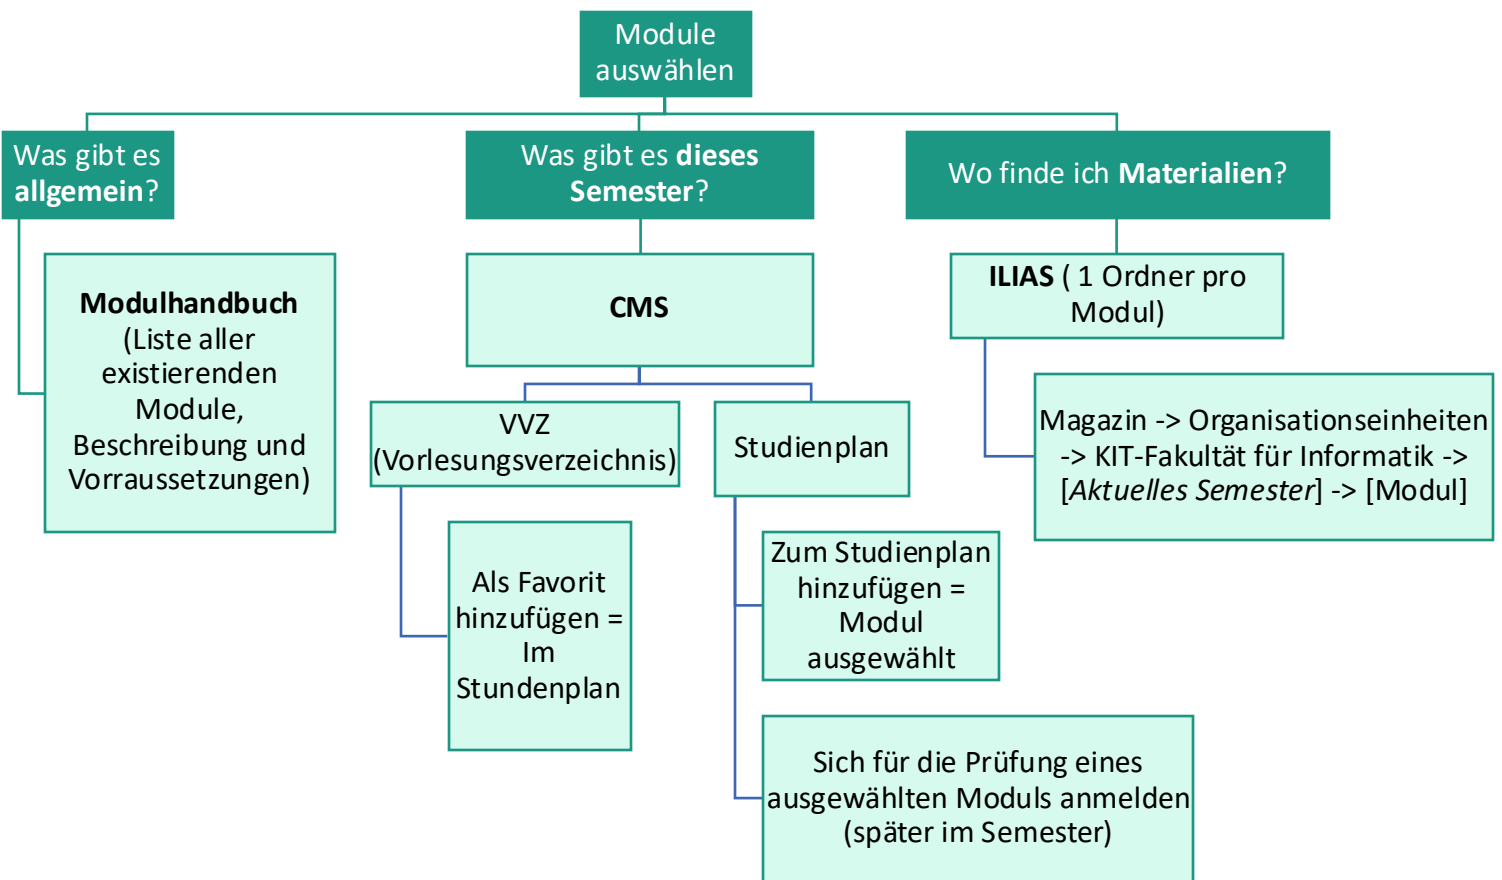 Module
auswählen
Was gibt es
allgemein?
Modulhandbuch
(Liste aller
existierenden
Module,
Beschreibung und
Vorraussetzungen)
Was gibt es dieses
Semester?
CMS
VVZ
(Vorlesungsverzeichnis)
Als Favorit
hinzufügen =
Im
Stundenplan
Studienplan
Zum Studienplan
hinzufügen =
Modul
ausgewählt
Sich für die Prüfung eines
ausgewählten Moduls anmelden
(später im Semester)
Wo finde ich Materialien?
ILIAS ( 1 Ordner pro
Modul)
Magazin -> Organisationseinheiten
-> KIT-Fakultät für Informatik ->
[Aktuelles Semester] -> [Modul]